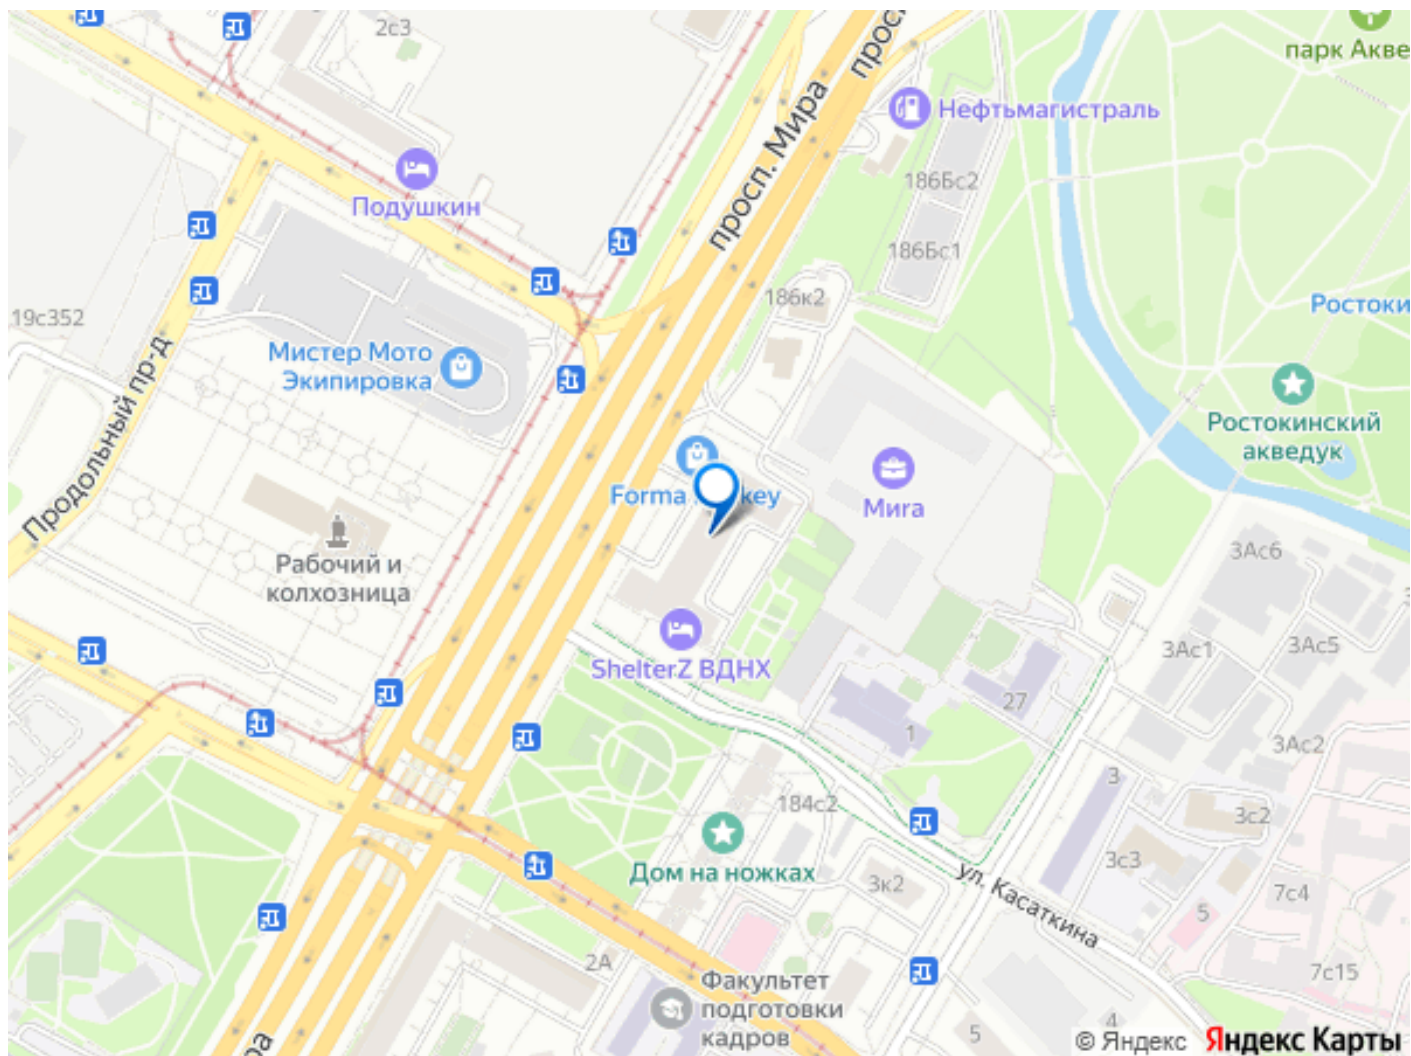 2с3
просп. Мира
парк Акве
Нефтьмагистраль
186Бс2
Подушкин
186Бс1
186к2
Ростоки
19с352
Мистер Мото
Экипировка
Продольный пр-д
Ростокинский
акведук
Forma
key
Мига
Рабочий и
колхозница
3Ас6
3Ас1
3Ас5
ShelterZ ВДНХ
27
1
3Ас2
3
184с2
3с2
Дом на ножках
3к2
3с3
7с4
ул. Касаткина
5
2А
7с15
Факультет
подготовки
кадров
5
4
© Яндекс
Яндекс Карты